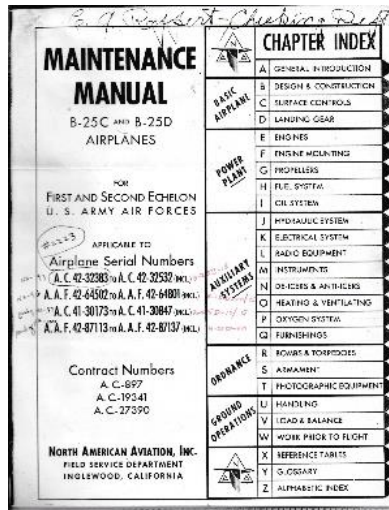 MAINTENANCE
MANUAL
B-25C AND B-25D
AIRPLANES
FOR
FIRST AND SECOND ECHELON
U. S. ARMY AIR FORCES
APPLICABLE TO
Airplane Serial Numbers
A. C. 42-32383 TO A. C. 42-32532 (INCL.)
A. A. F. 42-64502 TO A. A. F. 42-64801 (INCL.)
A. C. 41-30173 TO A. C. 41-30847 (INCL.)
A. A. F. 42-87113 TO A. A. F. 42-87137 (INCL.)
Contract Numbers
A. C.-897
A. C.-19341
A. C.-27390
NORTH AMERICAN AVIATION, INC.
FIELD SERVICE DEPARTMENT
INGLEWOOD, CALIFORNIA
CHAPTER INDEX
BASIC
AIRPLANE
A GENERAL INTRODUCTION
B DESIGN & CONSTRUCTION
C SURFACE CONTROLS
D LANDING GEAR
POWER
PLANT
E ENGINES
F ENGINE MOUNTING
G PROPELLERS
H FUEL SYSTEM
I OIL SYSTEM
AUXILIARY
SYSTEMS
J HYDRAULIC SYSTEM
K ELECTRICAL SYSTEM
L RADIO EQUIPMENT
M INSTRUMENTS
N DE-ICERS & ANTI-ICERS
O HEATING & VENTILATING
P OXYGEN SYSTEM
Q FURNISHINGS
ORDNANCE
R BOMBS & TORPEDOES
S ARMAMENT
T PHOTOGRAPHIC EQUIPMENT
GROUND
OPERATIONS
U HANDLING
V LOAD & BALANCE
W WORK PRIOR TO FLIGHT
X REFERENCE TABLES
Y GLOSSARY
Z ALPHABETIC INDEX